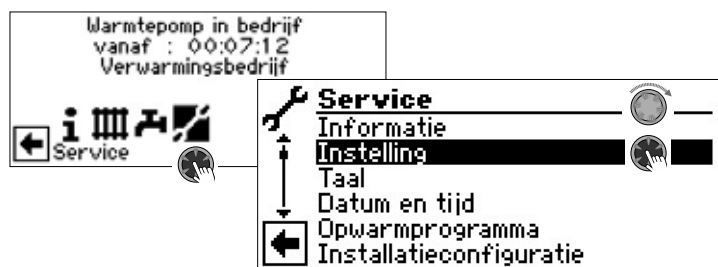 Warmtepomp in bedrijf
vanaf : 00:07:12
Verwarmingsbedrijf
Service
Service
Informatie
Instelling
Taal
Datum en tijd
Opwarmprogramma
Installatieconfiguratie